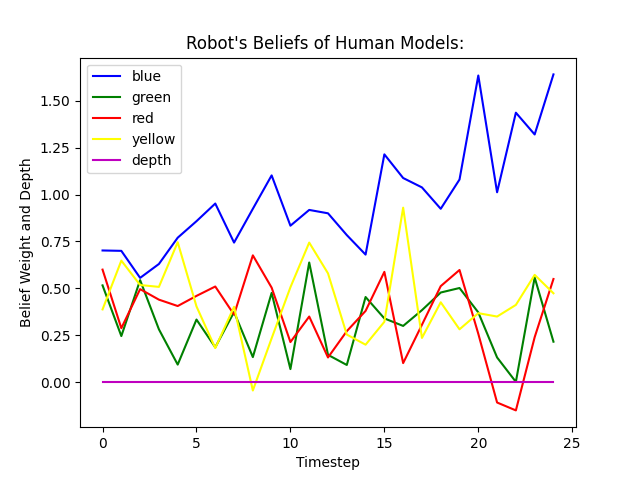 Robot's Beliefs of Human Models:
blue
green
red
yellow
depth
Belief Weight and Depth
1.50
1.25
1.00
0.75
0.50
0.25
0.00
0 5 10 15 20 25
Timestep